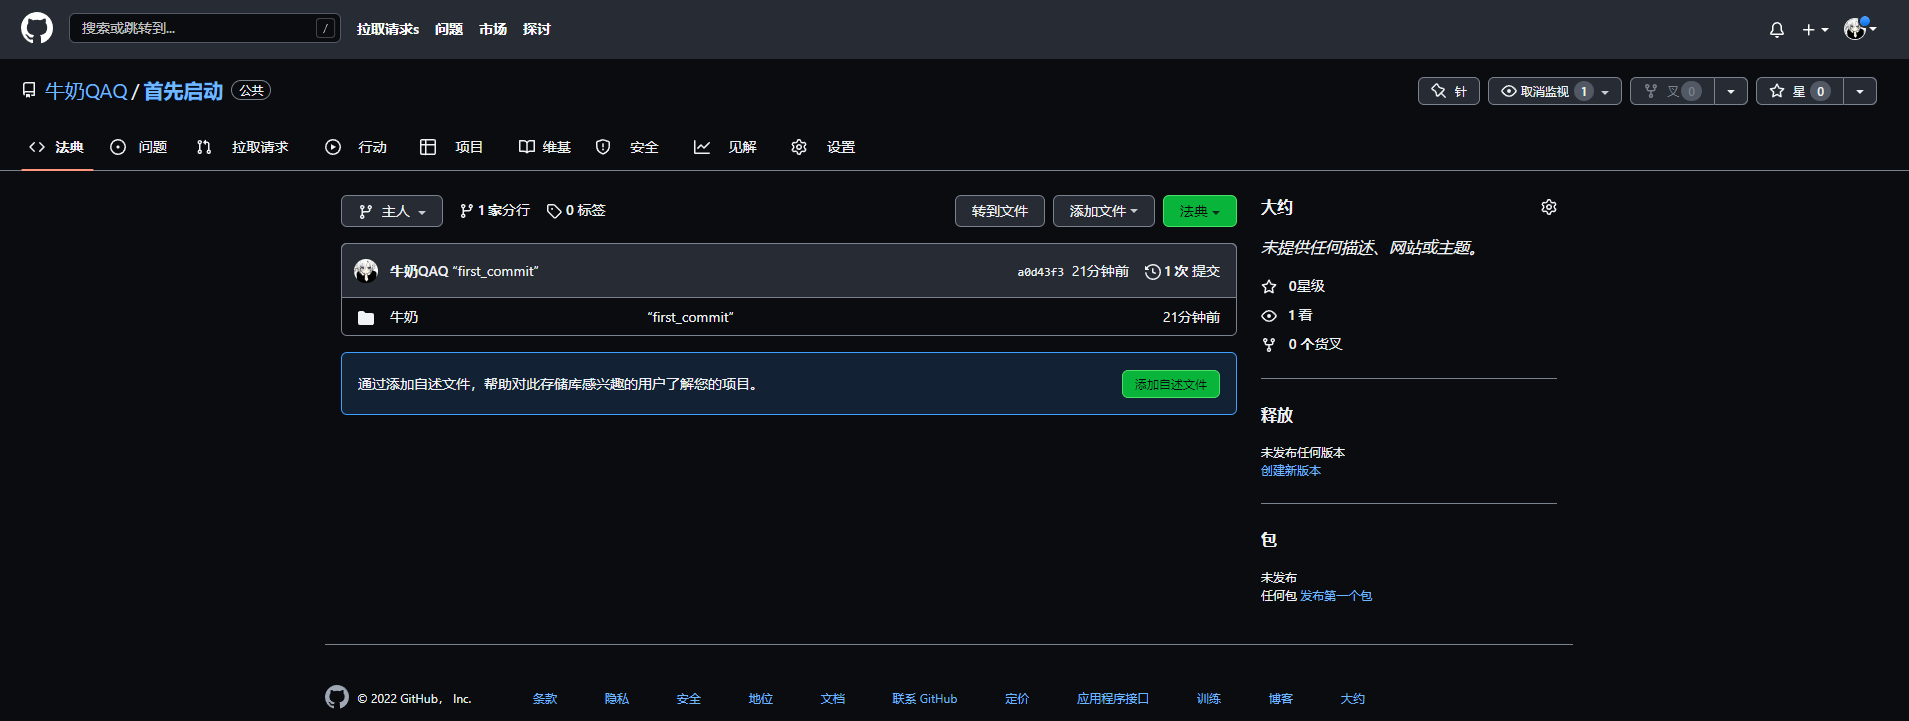 搜索或跳转到... / 拉取请求s 问题 市场 探讨
牛奶QAQ / 首先启动 公共 针 取消监视 1 叉 0 星 0
法典 问题 拉取请求 行动 项目 维基 安全 见解 设置
主人 1 家分行 0 标签 转到文件 添加文件 法典
牛奶QAQ “first_commit” a0d43f3 21分钟前 1 次 提交
牛奶 “first_commit” 21分钟前
通过添加自述文件，帮助对此存储库感兴趣的用户了解您的项目。 添加自述文件
大约
未提供任何描述、网站或主题。
0星级
1 看
0 个货叉
释放
未发布任何版本
创建新版本
包
未发布
任何包 发布第一个包
© 2022 GitHub， Inc. 条款 隐私 安全 地位 文档 联系 GitHub 定价 应用程序接口 训练 博客 大约